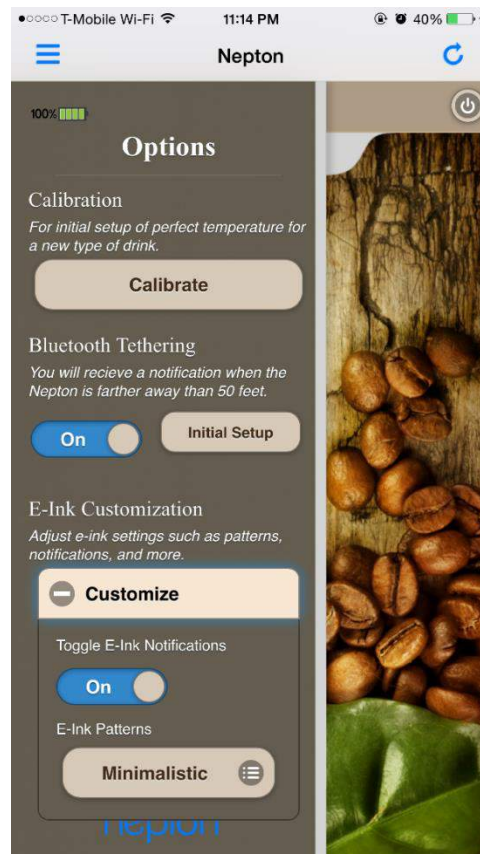 T-Mobile Wi-Fi 11:14 PM 40%
Nepton
100%
Options
Calibration
For initial setup of perfect temperature for
a new type of drink.
Calibrate
Bluetooth Tethering
You will recieve a notification when the
Nepton is farther away than 50 feet.
On Initial Setup
E-Ink Customization
Adjust e-ink settings such as patterns,
notifications, and more.
Customize
Toggle E-Ink Notifications
On
E-Ink Patterns
Minimalistic
nepton